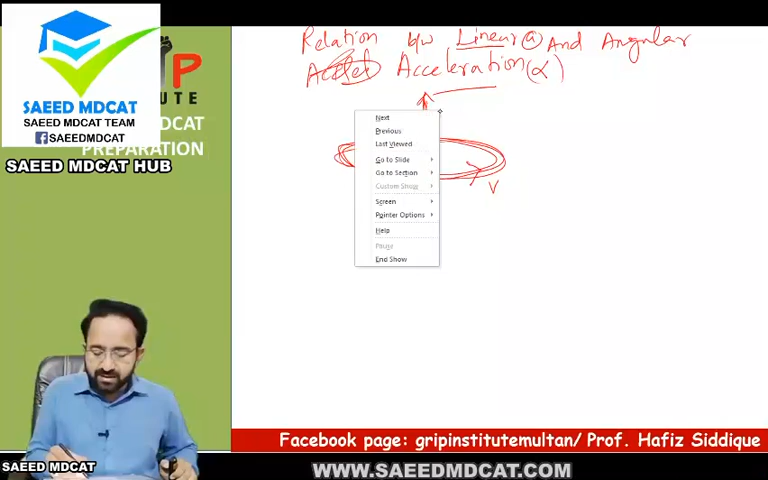 Relation b/w Linear (a) And Angular
Acceleration (α)
v
P
UTE
SAEED MDCAT
SAEED MDCAT TEAM
f SAEEDMDCAT
DCAT
PREPARATION
SAEED MDCAT HUB
Next
Previous
Last Viewed
Go to Slide
Go to Section
Custom Show
Screen
Pointer Options
Help
Pause
End Show
Facebook page: gripinstitutemultan/ Prof. Hafiz Siddique
SAEED MDCAT
WWW.SAEEDMDCAT.COM